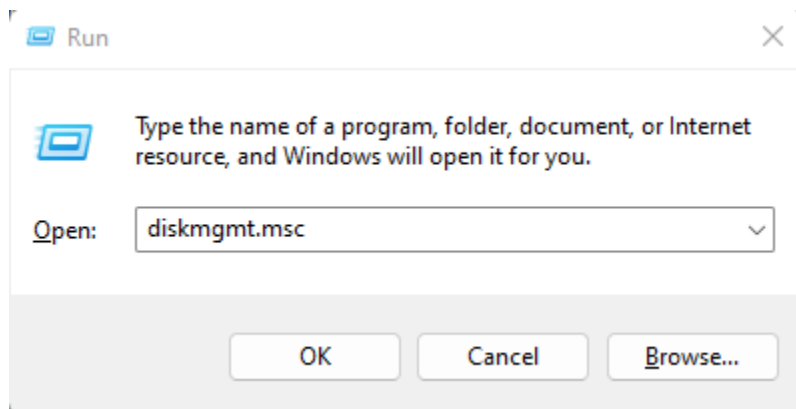 Run
Type the name of a program, folder, document, or Internet
resource, and Windows will open it for you.
Open: diskmgmt.msc
OK Cancel Browse...